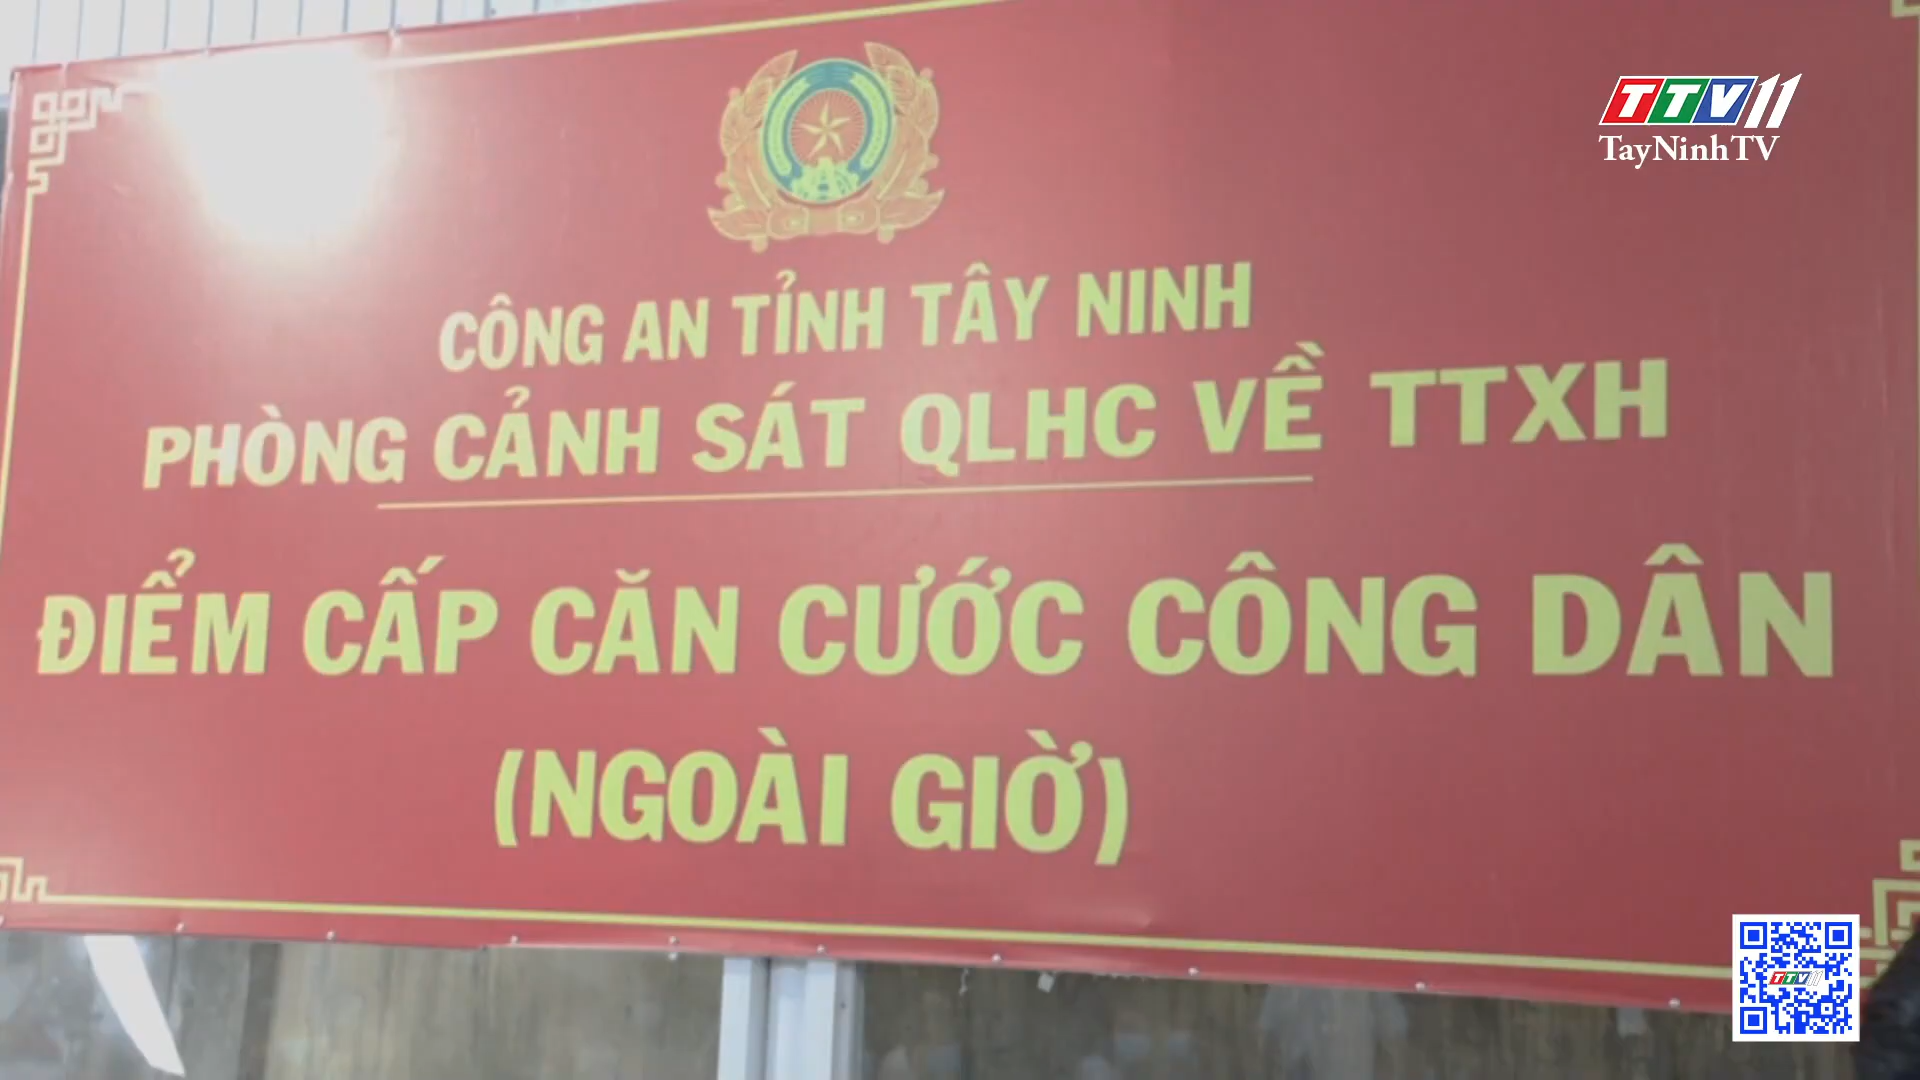 TTV11
TayNinhTV
CÔNG AN TỈNH TÂY NINH
PHÒNG CẢNH SÁT QLHC VỀ TTXH
ĐIỂM CẤP CĂN CƯỚC CÔNG DÂN
(NGOÀI GIỜ)
TTV11